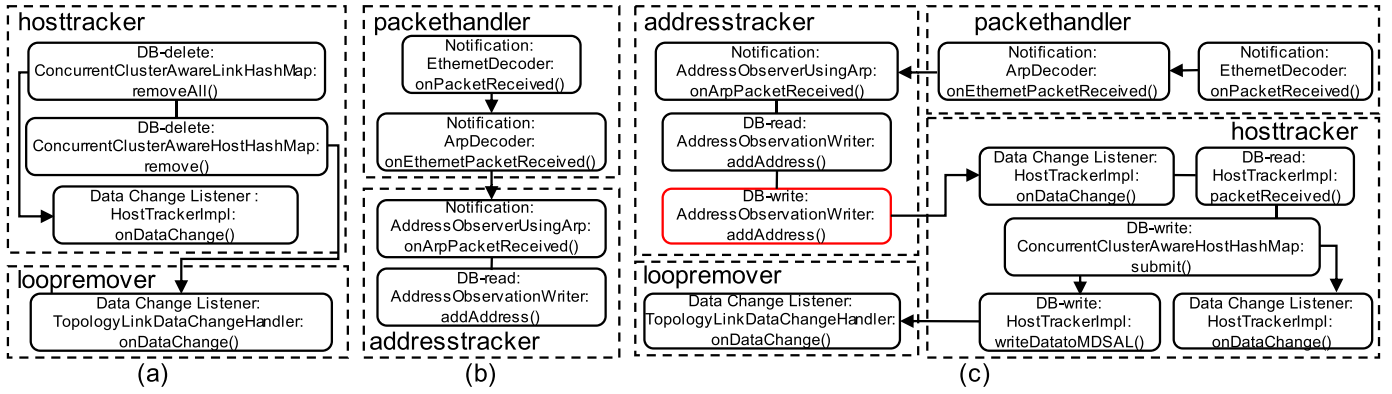 hosttracker
DB-delete:
ConcurrentClusterAwareLinkHashMap:
removeAll()
DB-delete:
ConcurrentClusterAwareHostHashMap:
remove()
Data Change Listener :
HostTrackerImpl:
onDataChange()
loopremover
Data Change Listener:
TopologyLinkDataChangeHandler:
onDataChange()
(a)
packethandler
Notification:
EthernetDecoder:
onPacketReceived()
Notification:
ArpDecoder:
onEthernetPacketReceived()
Notification:
AddressObserverUsingArp:
onArpPacketReceived()
DB-read:
AddressObservationWriter:
addAddress()
addresstracker
(b)
addresstracker
Notification:
AddressObserverUsingArp:
onArpPacketReceived()
DB-read:
AddressObservationWriter:
addAddress()
DB-write:
AddressObservationWriter:
addAddress()
loopremover
Data Change Listener:
TopologyLinkDataChangeHandler:
onDataChange()
packethandler
Notification:
ArpDecoder:
onEthernetPacketReceived()
Notification:
EthernetDecoder:
onPacketReceived()
hosttracker
Data Change Listener:
HostTrackerImpl:
onDataChange()
DB-read:
HostTrackerImpl:
packetReceived()
DB-write:
ConcurrentClusterAwareHostHashMap:
submit()
DB-write:
HostTrackerImpl:
writeDatatoMDSAL()
Data Change Listener:
HostTrackerImpl:
onDataChange()
(c)